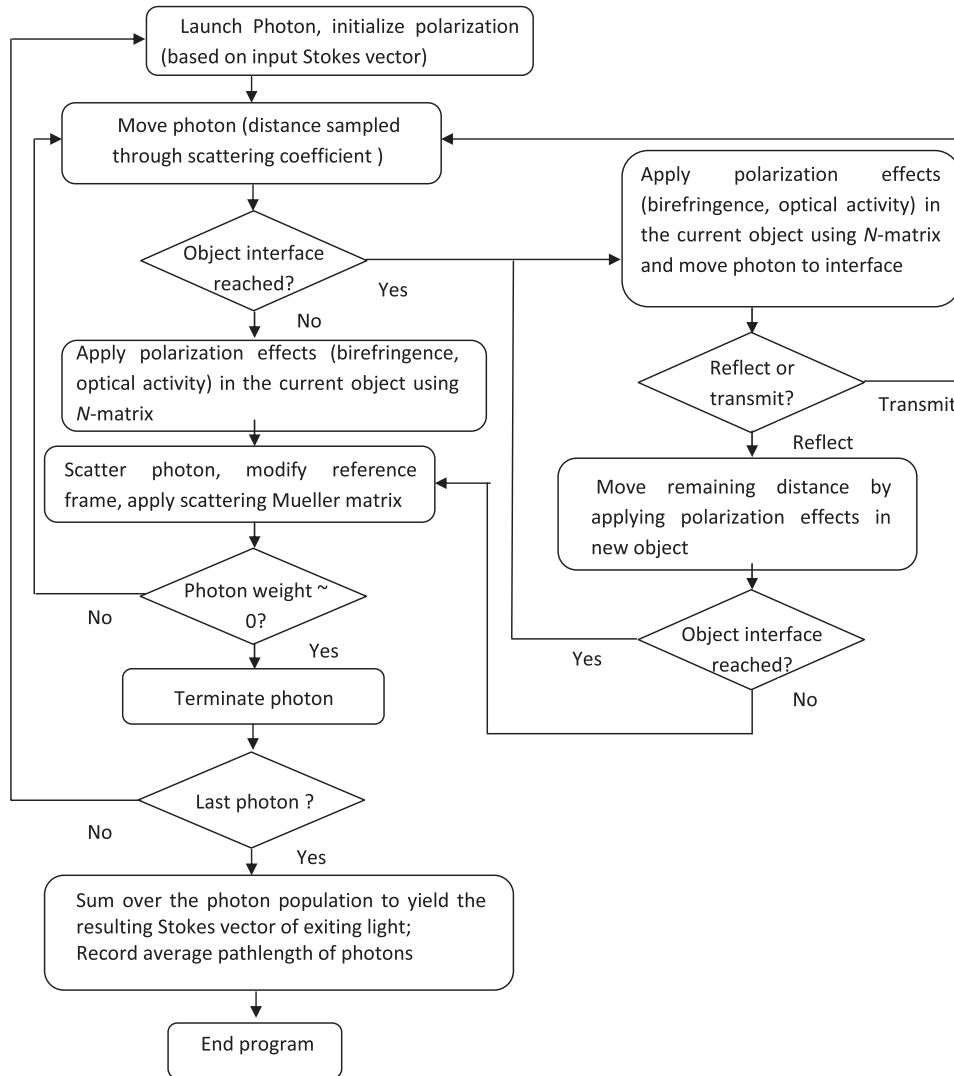 Launch Photon, initialize polarization
(based on input Stokes vector)
Move photon (distance sampled
through scattering coefficient )
Object interface
reached?
Yes
No
Apply polarization effects (birefringence,
optical activity) in the current object using
N-matrix
Scatter photon, modify reference
frame, apply scattering Mueller matrix
Photon weight ~
0?
No
Yes
Terminate photon
Last photon ?
No
Yes
Sum over the photon population to yield the
resulting Stokes vector of exiting light;
Record average pathlength of photons
End program
Apply polarization effects
(birefringence, optical activity) in
the current object using N-matrix
and move photon to interface
Reflect or
transmit?
Transmit
Reflect
Move remaining distance by
applying polarization effects in
new object
Object interface
reached?
Yes
No